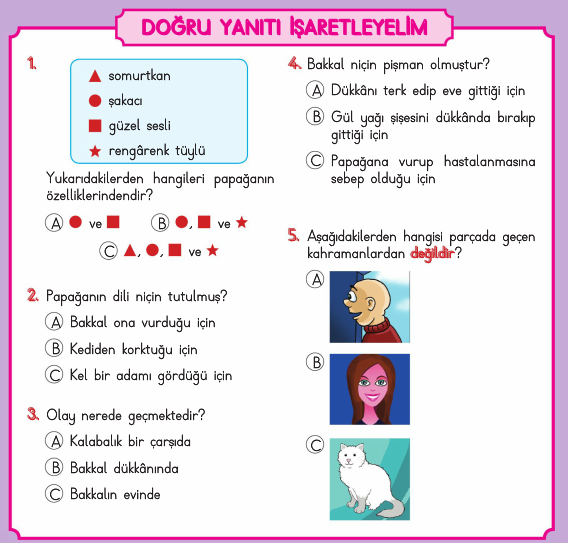 DOĞRU YANITI İŞARETLEYELİM
1.
▲ somurtkan
● şakacı
■ güzel sesli
★ rengârenk tüylü
Yukarıdakilerden hangileri papağanın
özelliklerindendir?
A ● ve ■ B ●, ■ ve ★
C ▲, ●, ■ ve ★
2. Papağanın dili niçin tutulmuş?
A Bakkal ona vurduğu için
B Kediden korktuğu için
C Kel bir adamı gördüğü için
3. Olay nerede geçmektedir?
A Kalabalık bir çarşıda
B Bakkal dükkânında
C Bakkalın evinde
4. Bakkal niçin pişman olmuştur?
A Dükkânı terk edip eve gittiği için
B Gül yağı şişesini dükkânda bırakıp
gittiği için
C Papağana vurup hastalanmasına
sebep olduğu için
5. Aşağıdakilerden hangisi parçada geçen
kahramanlardan değildir?
A
B
C